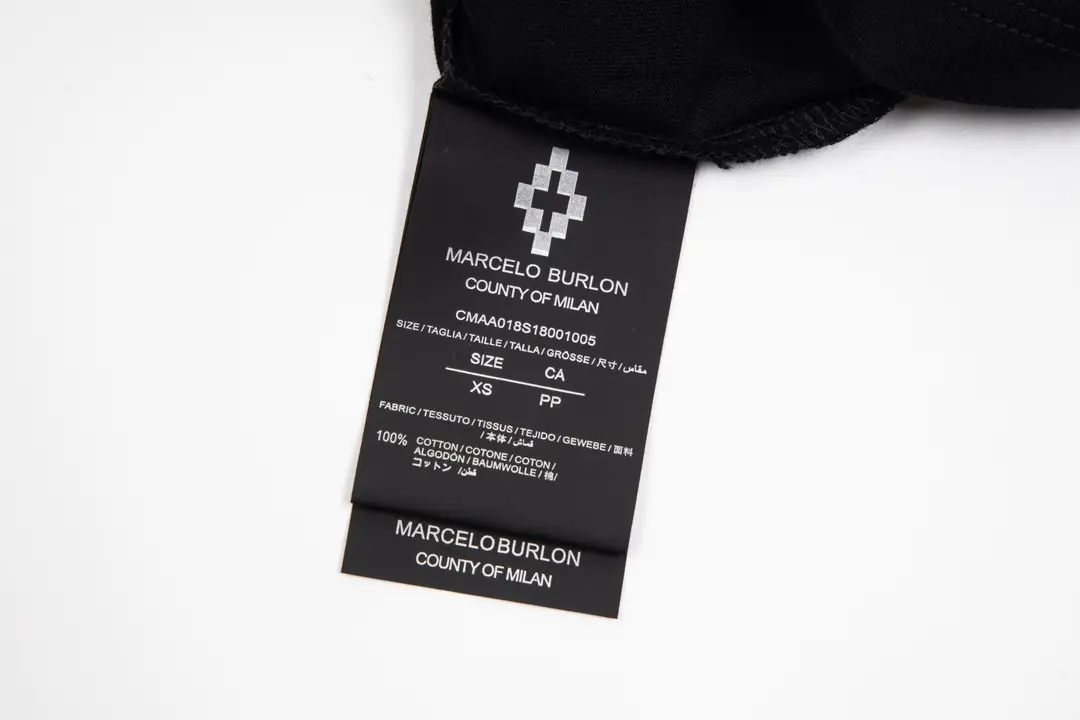 MARCELO BURLON
COUNTY OF MILAN
CMAA018S18001005
SIZE / TAGLIA / TAILLE / TALLA / GRÖSSE / 尺寸 / مقاس
SIZE CA
XS PP
FABRIC / TESSUTO / TISSUS / TEJIDO / GEWEBE / 面料
/ 本体 / قماش
100% COTTON / COTONE / COTON /
ALGODÓN / BAUMWOLLE / 棉 /
コットン / قطن
MARCELO BURLON
COUNTY OF MILAN